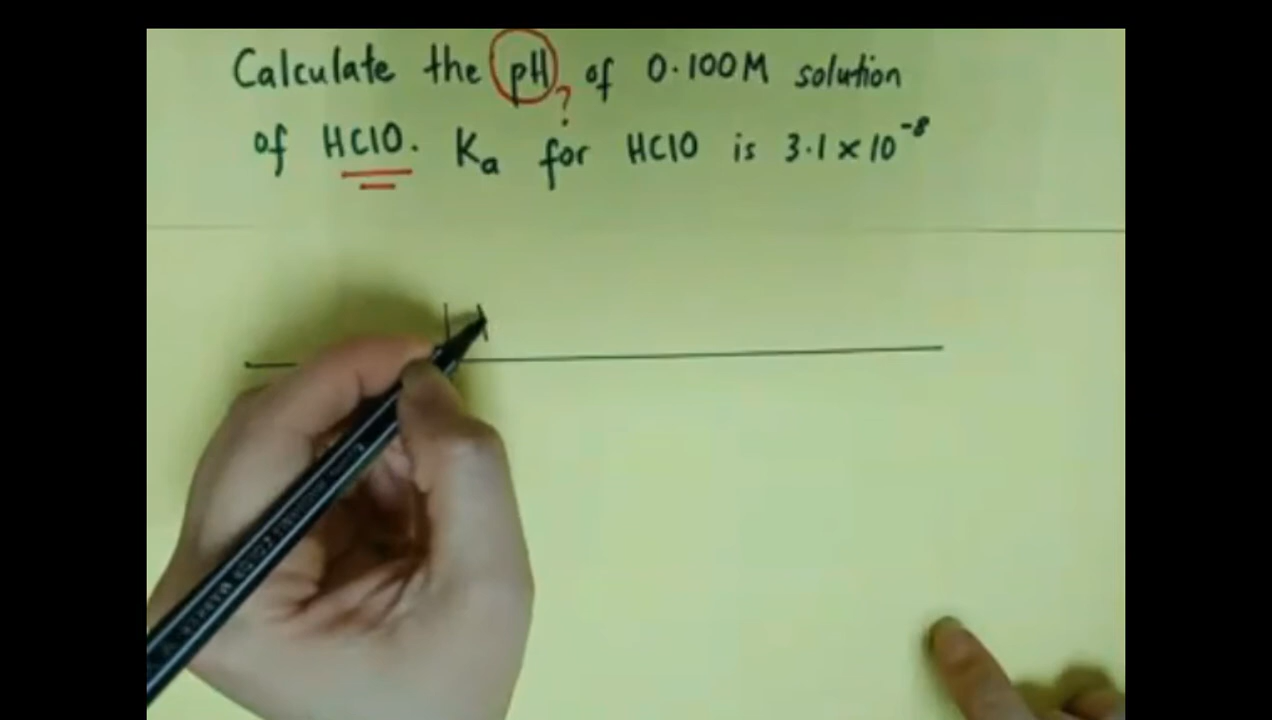 Calculate the pH of 0.100M solution
?
of HClO. Ka for HClO is 3.1 × 10⁻⁸
H